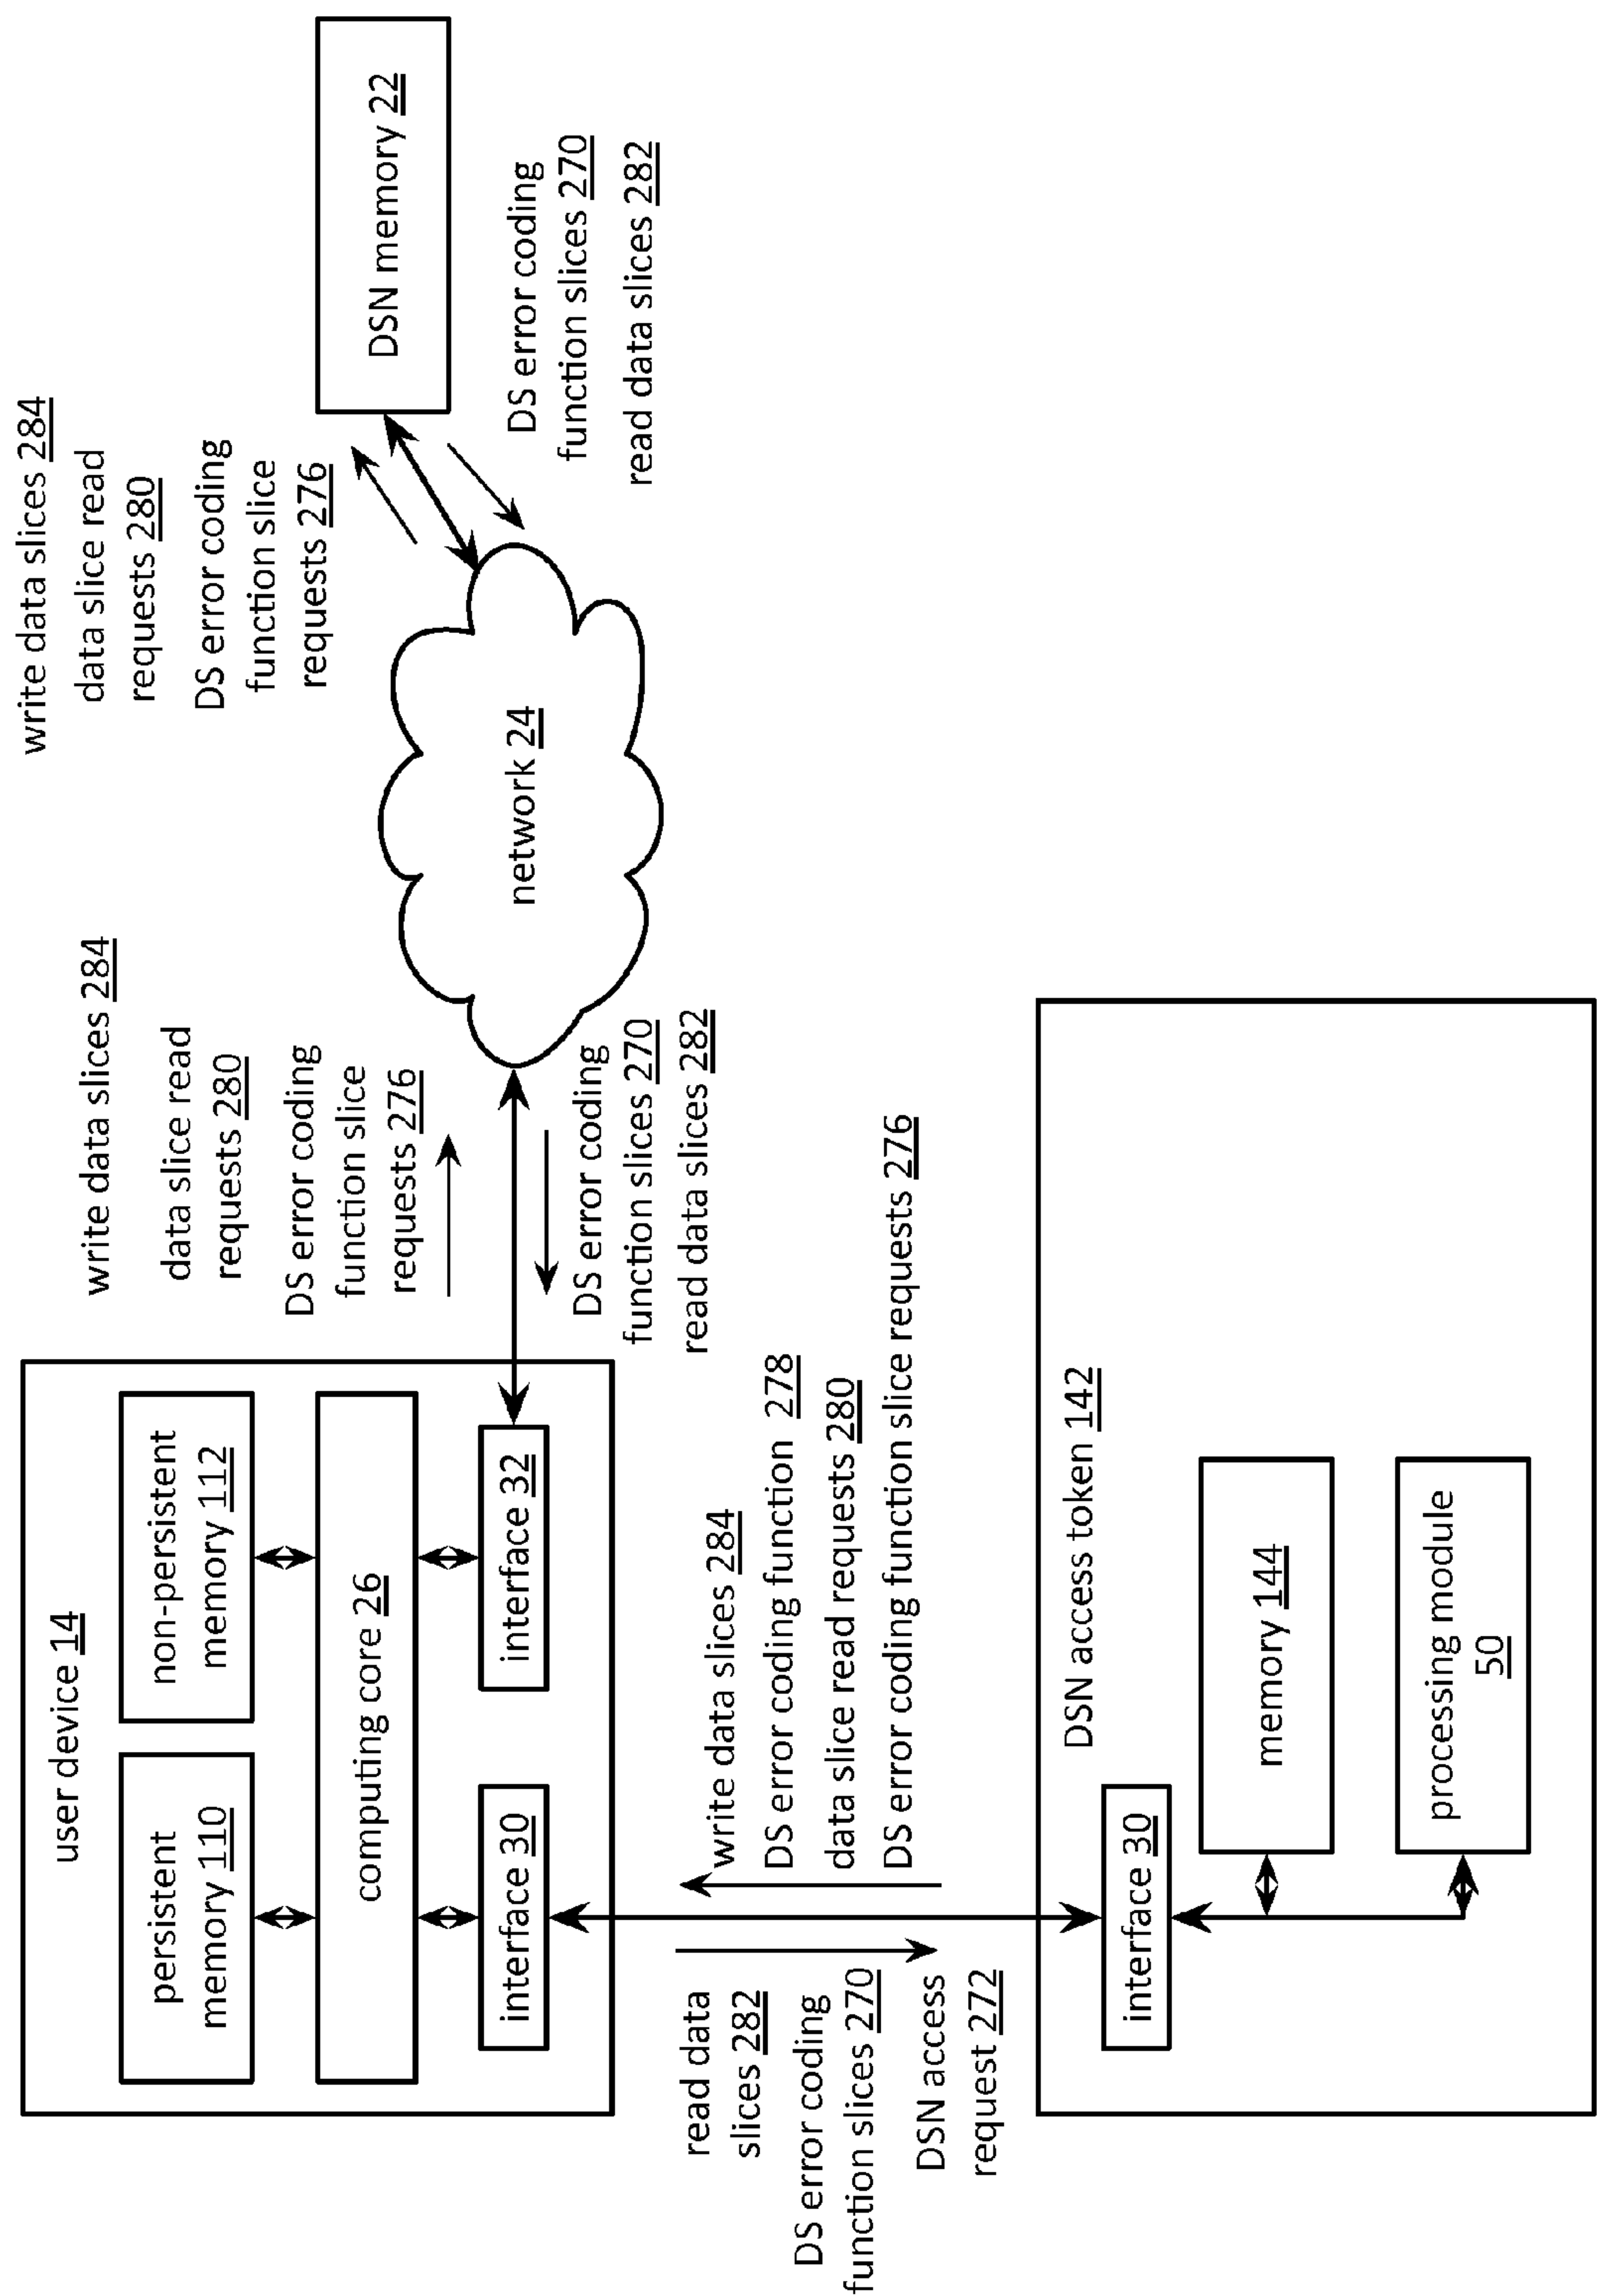 user device 14
persistent
memory 110
non-persistent
memory 112
computing core 26
interface 30
interface 32
write data slices 284
data slice read
requests 280
DS error coding
function slice
requests 276
DS error coding
function slices 270
read data slices 282
network 24
write data slices 284
data slice read
requests 280
DS error coding
function slice
requests 276
DSN memory 22
DS error coding
function slices 270
read data slices 282
read data
slices 282
DS error coding
function slices 270
DSN access
request 272
write data slices 284
DS error coding function 278
data slice read requests 280
DS error coding function slice requests 276
DSN access token 142
interface 30
memory 144
processing module
50